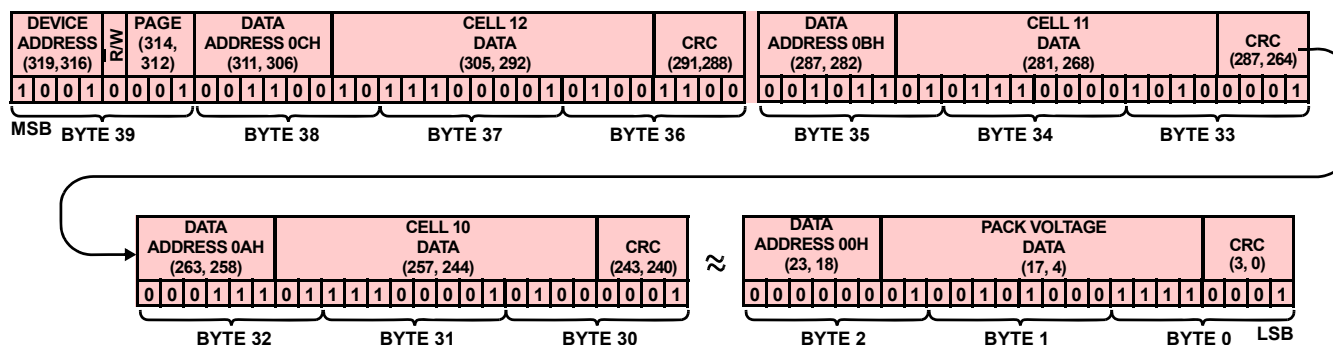 DEVICE
ADDRESS
(319,316)
R/W
PAGE
(314,
312)
DATA
ADDRESS 0CH
(311, 306)
CELL 12
DATA
(305, 292)
CRC
(291,288)
DATA
ADDRESS 0BH
(287, 282)
CELL 11
DATA
(281, 268)
CRC
(287, 264)
1 0 0 1 0 0 0 1 0 0 1 1 0 0 1 0 1 1 1 0 0 0 0 1 0 1 0 0 1 1 0 0
0 0 1 0 1 1 0 1 0 1 1 1 0 0 0 0 1 0 1 0 0 0 0 1
MSB BYTE 39 BYTE 38 BYTE 37 BYTE 36 BYTE 35 BYTE 34 BYTE 33
DATA
ADDRESS 0AH
(263, 258)
CELL 10
DATA
(257, 244)
CRC
(243, 240)
≈
DATA
ADDRESS 00H
(23, 18)
PACK VOLTAGE
DATA
(17, 4)
CRC
(3, 0)
0 0 0 1 1 1 0 1 1 1 1 0 0 0 0 1 0 1 0 0 0 0 0 1
0 0 0 0 0 0 0 1 0 0 1 0 1 0 0 0 1 1 1 1 0 0 0 1
BYTE 32 BYTE 31 BYTE 30 BYTE 2 BYTE 1 BYTE 0 LSB